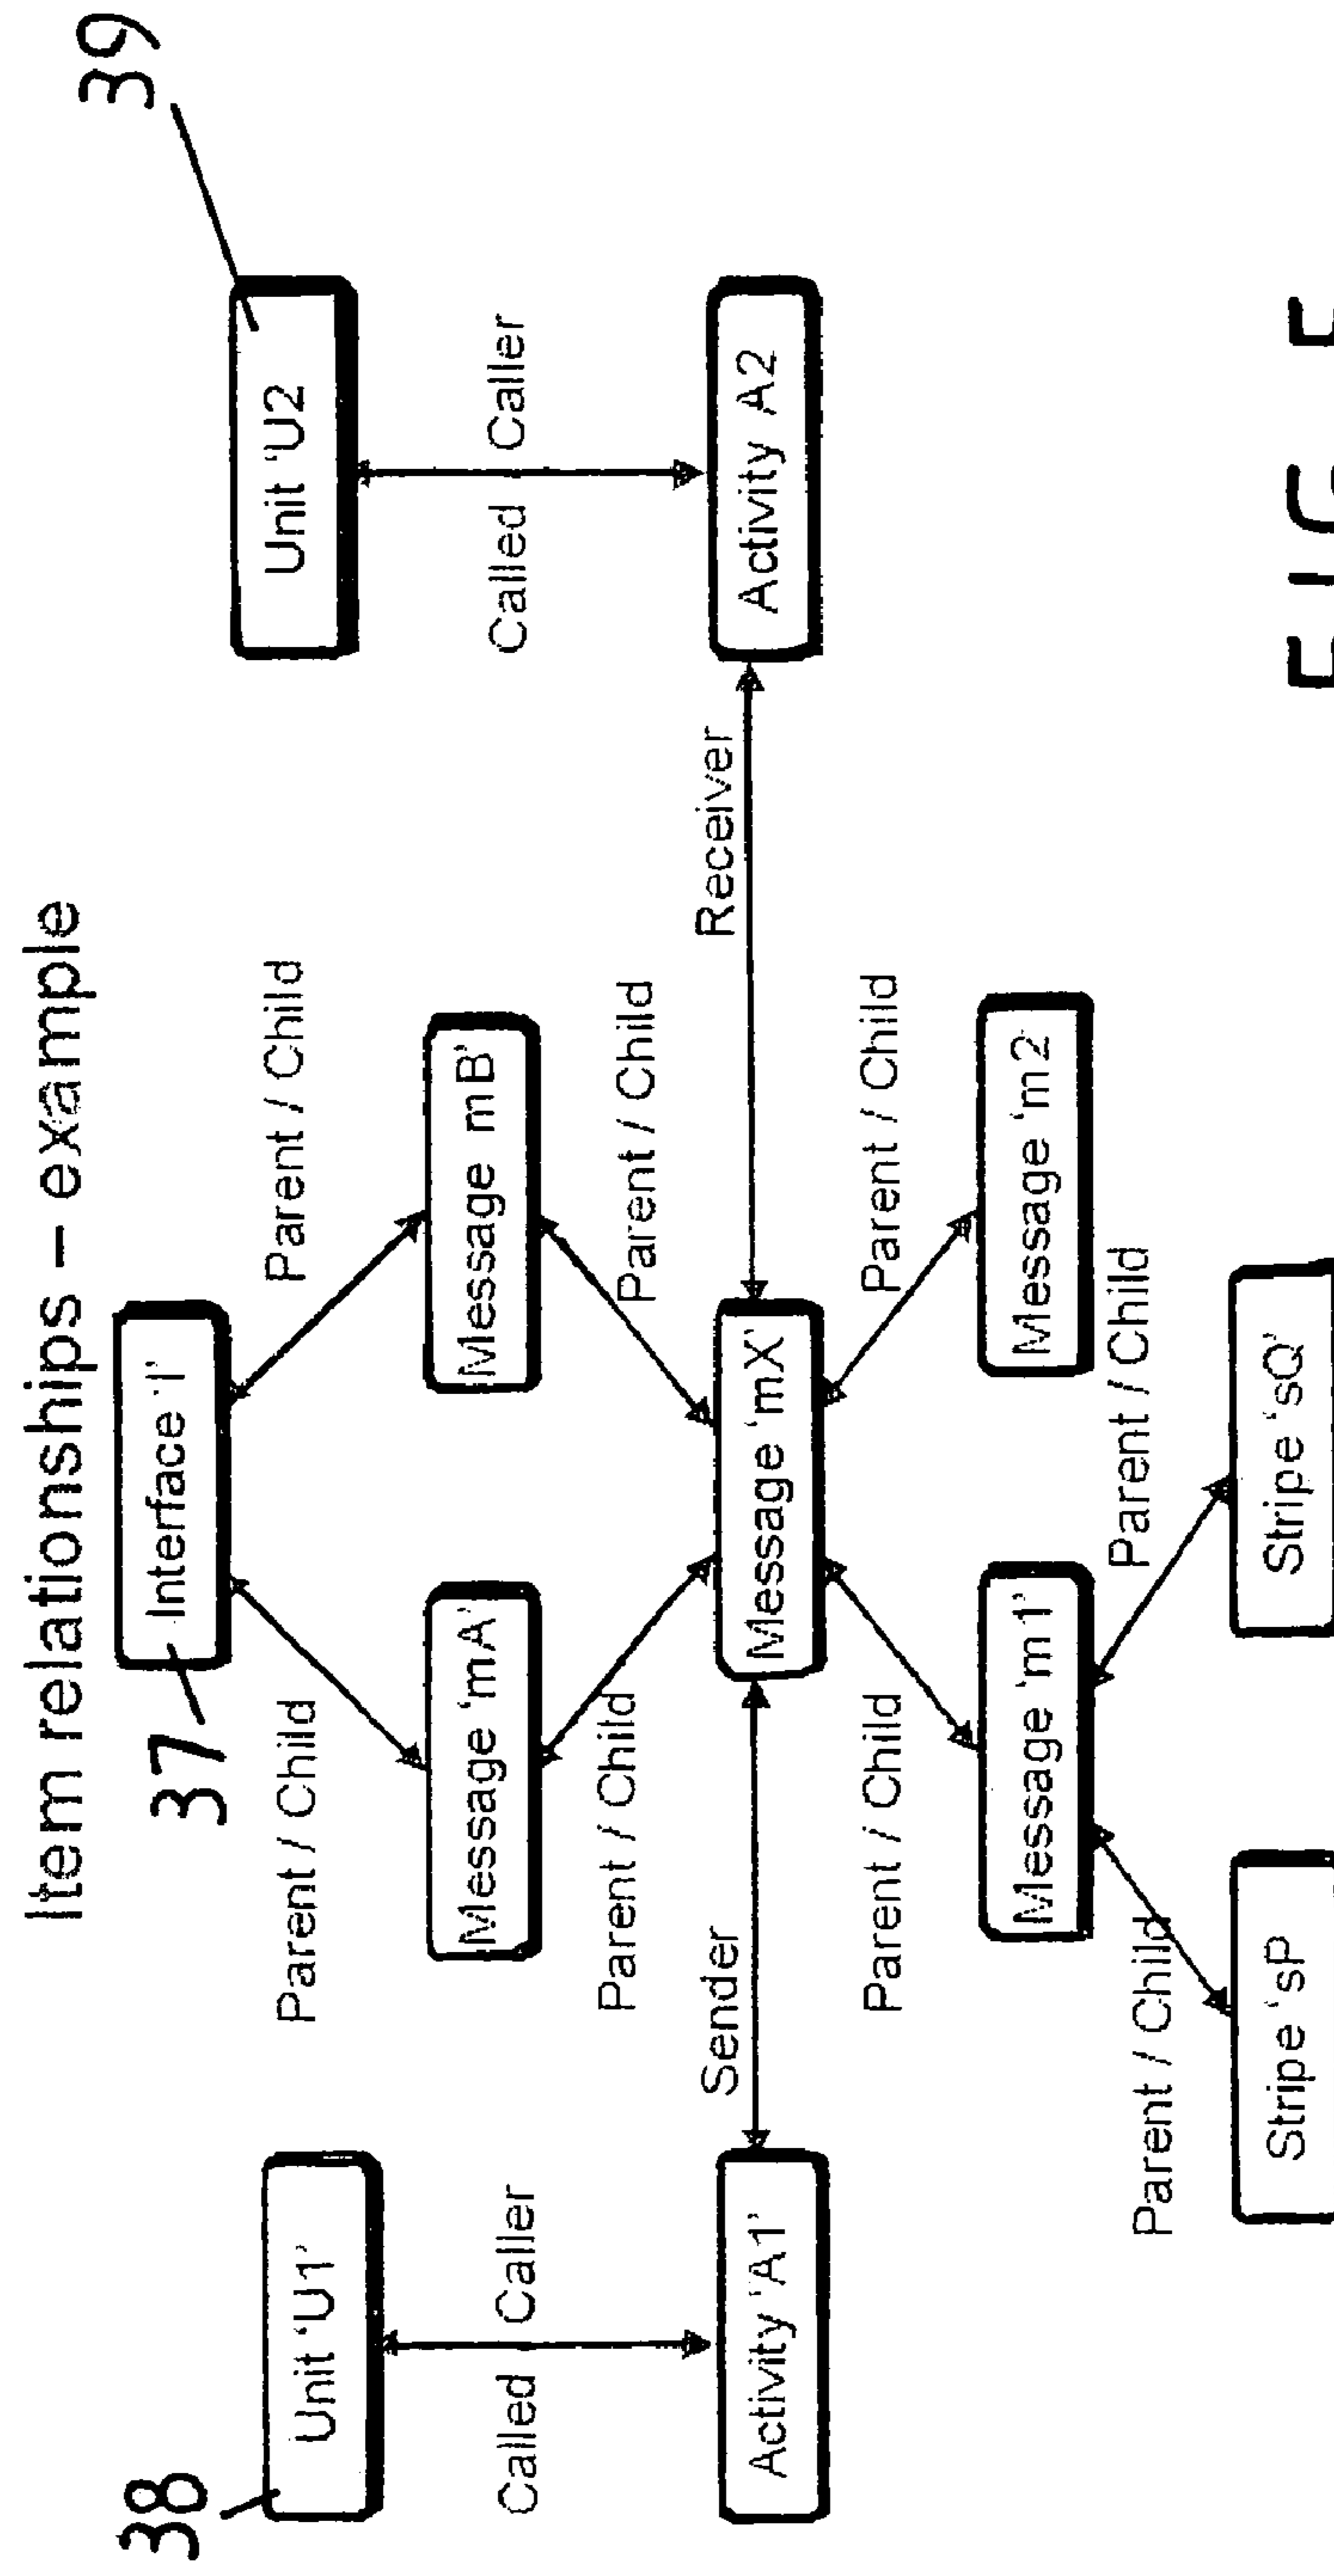 Item relationships – example
39
37
Interface 'I'
38
Unit 'U1'
Unit 'U2
Parent / Child
Parent / Child
Message 'mA'
Message mB'
Called Caller
Called Caller
Parent / Child
Parent / Child
Sender
Receiver
Activity 'A1'
Message 'mX'
Activity A2
Parent / Child
Parent / Child
Message 'm1'
Message 'm2
Parent / Child
Parent / Child
Stripe 'sP
Stripe 'sQ'